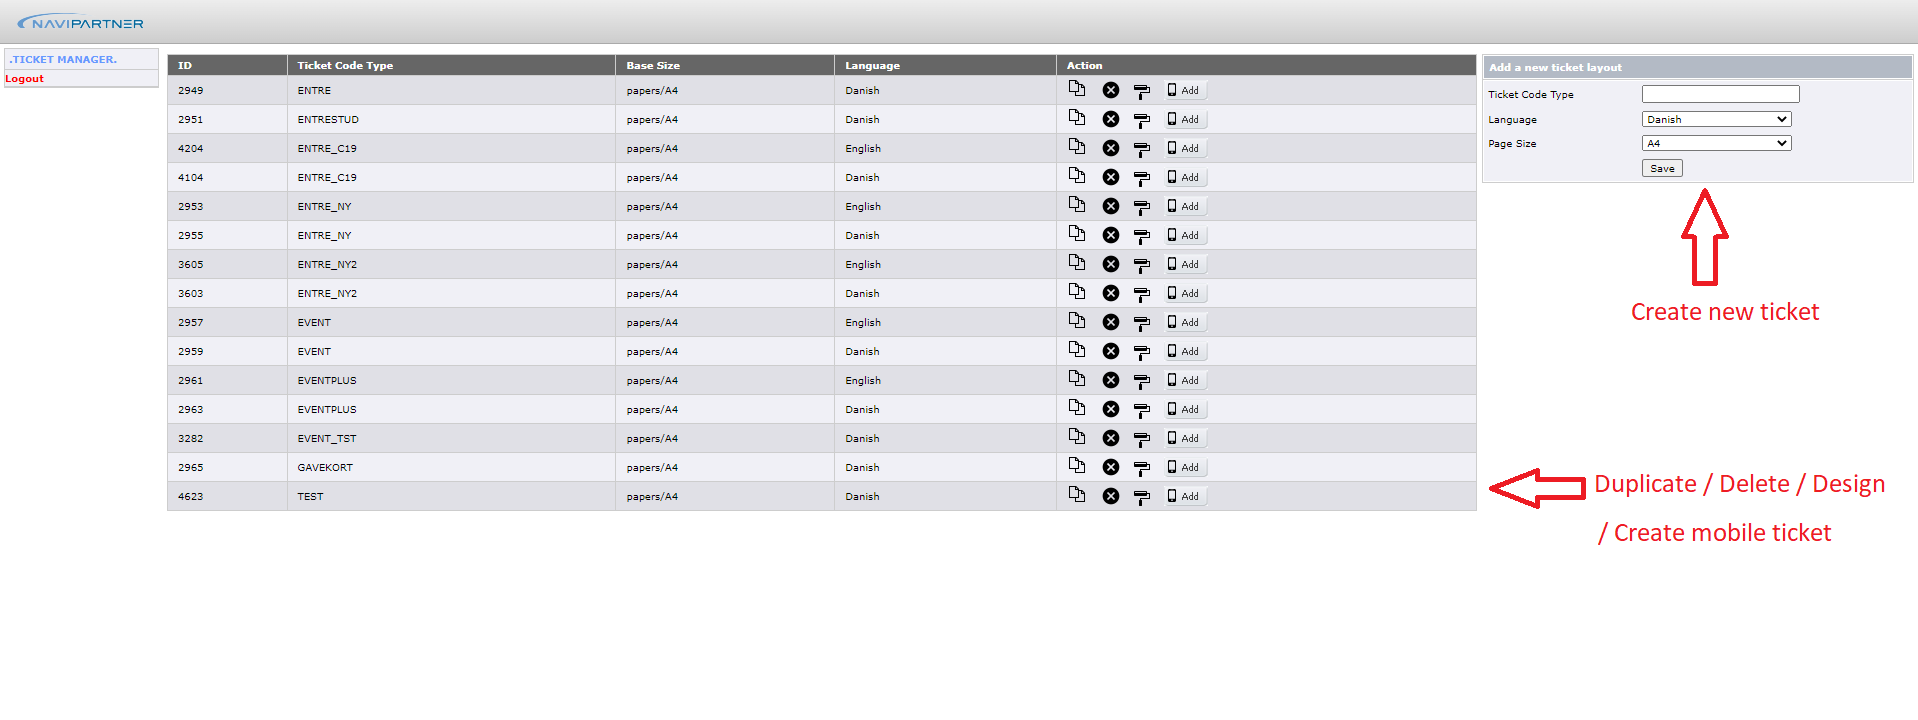 NAVIPARTNER
.TICKET MANAGER.
Logout
ID Ticket Code Type Base Size Language Action
2949 ENTRE papers/A4 Danish Add
2951 ENTRESTUD papers/A4 Danish Add
4204 ENTRE_C19 papers/A4 English Add
4104 ENTRE_C19 papers/A4 Danish Add
2953 ENTRE_NY papers/A4 English Add
2955 ENTRE_NY papers/A4 Danish Add
3605 ENTRE_NY2 papers/A4 English Add
3603 ENTRE_NY2 papers/A4 Danish Add
2957 EVENT papers/A4 English Add
2959 EVENT papers/A4 Danish Add
2961 EVENTPLUS papers/A4 English Add
2963 EVENTPLUS papers/A4 Danish Add
3282 EVENT_TST papers/A4 Danish Add
2965 GAVEKORT papers/A4 Danish Add
4623 TEST papers/A4 Danish Add
Add a new ticket layout
Ticket Code Type
Language Danish
Page Size A4
Save
Create new ticket
Duplicate / Delete / Design
/ Create mobile ticket